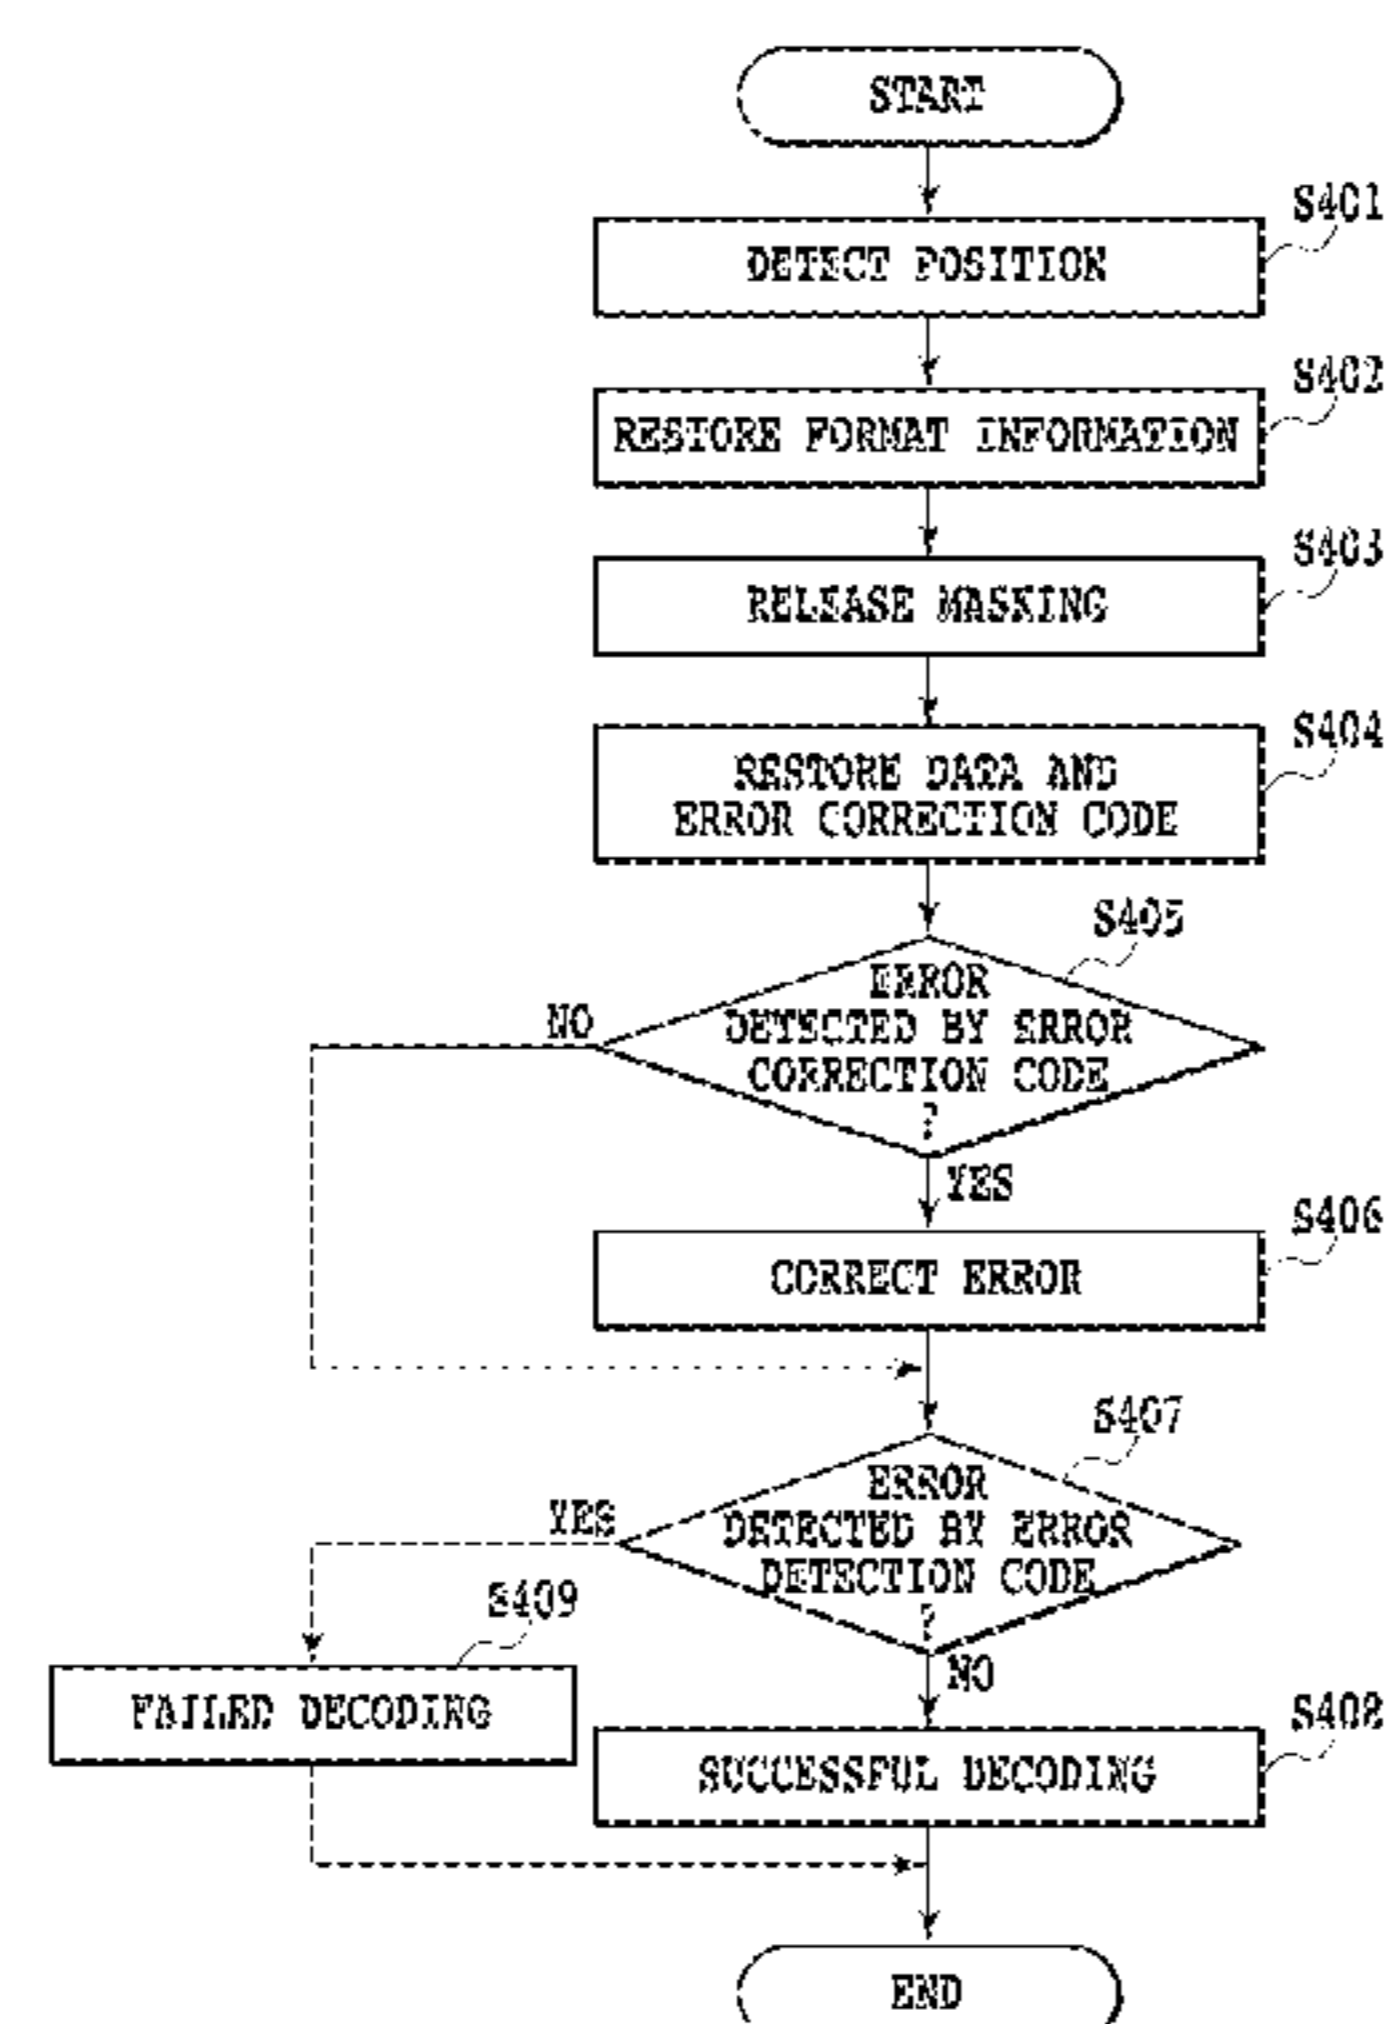 START
S401
DETECT POSITION
S402
RESTORE FORMAT INFORMATION
S403
RELEASE MASKING
S404
RESTORE DATA AND
ERROR CORRECTION CODE
S405
ERROR
DETECTED BY ERROR
CORRECTION CODE
?
NO
YES
S406
CORRECT ERROR
S407
ERROR
DETECTED BY ERROR
DETECTION CODE
?
YES
NO
S409
FAILED DECODING
S408
SUCCESSFUL DECODING
END